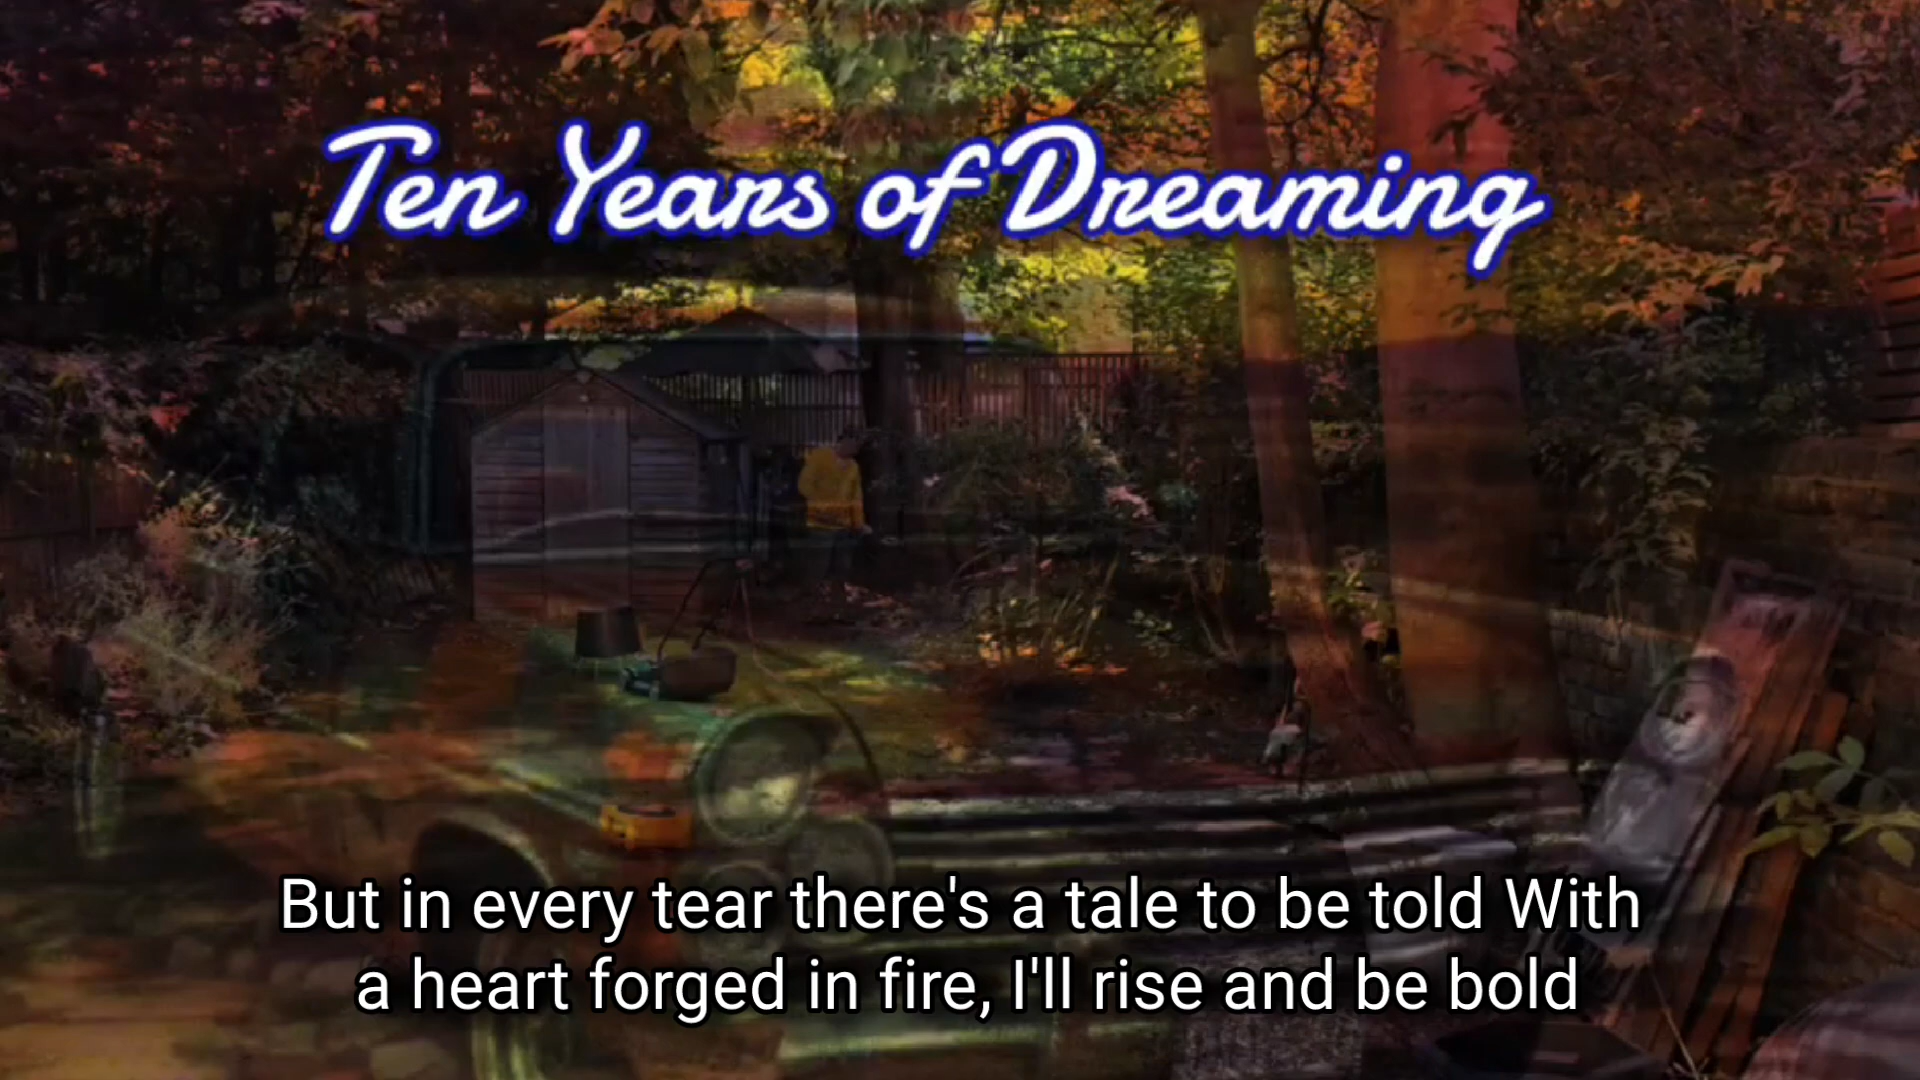 Ten Years of Dreaming
But in every tear there's a tale to be told With
a heart forged in fire, I'll rise and be bold